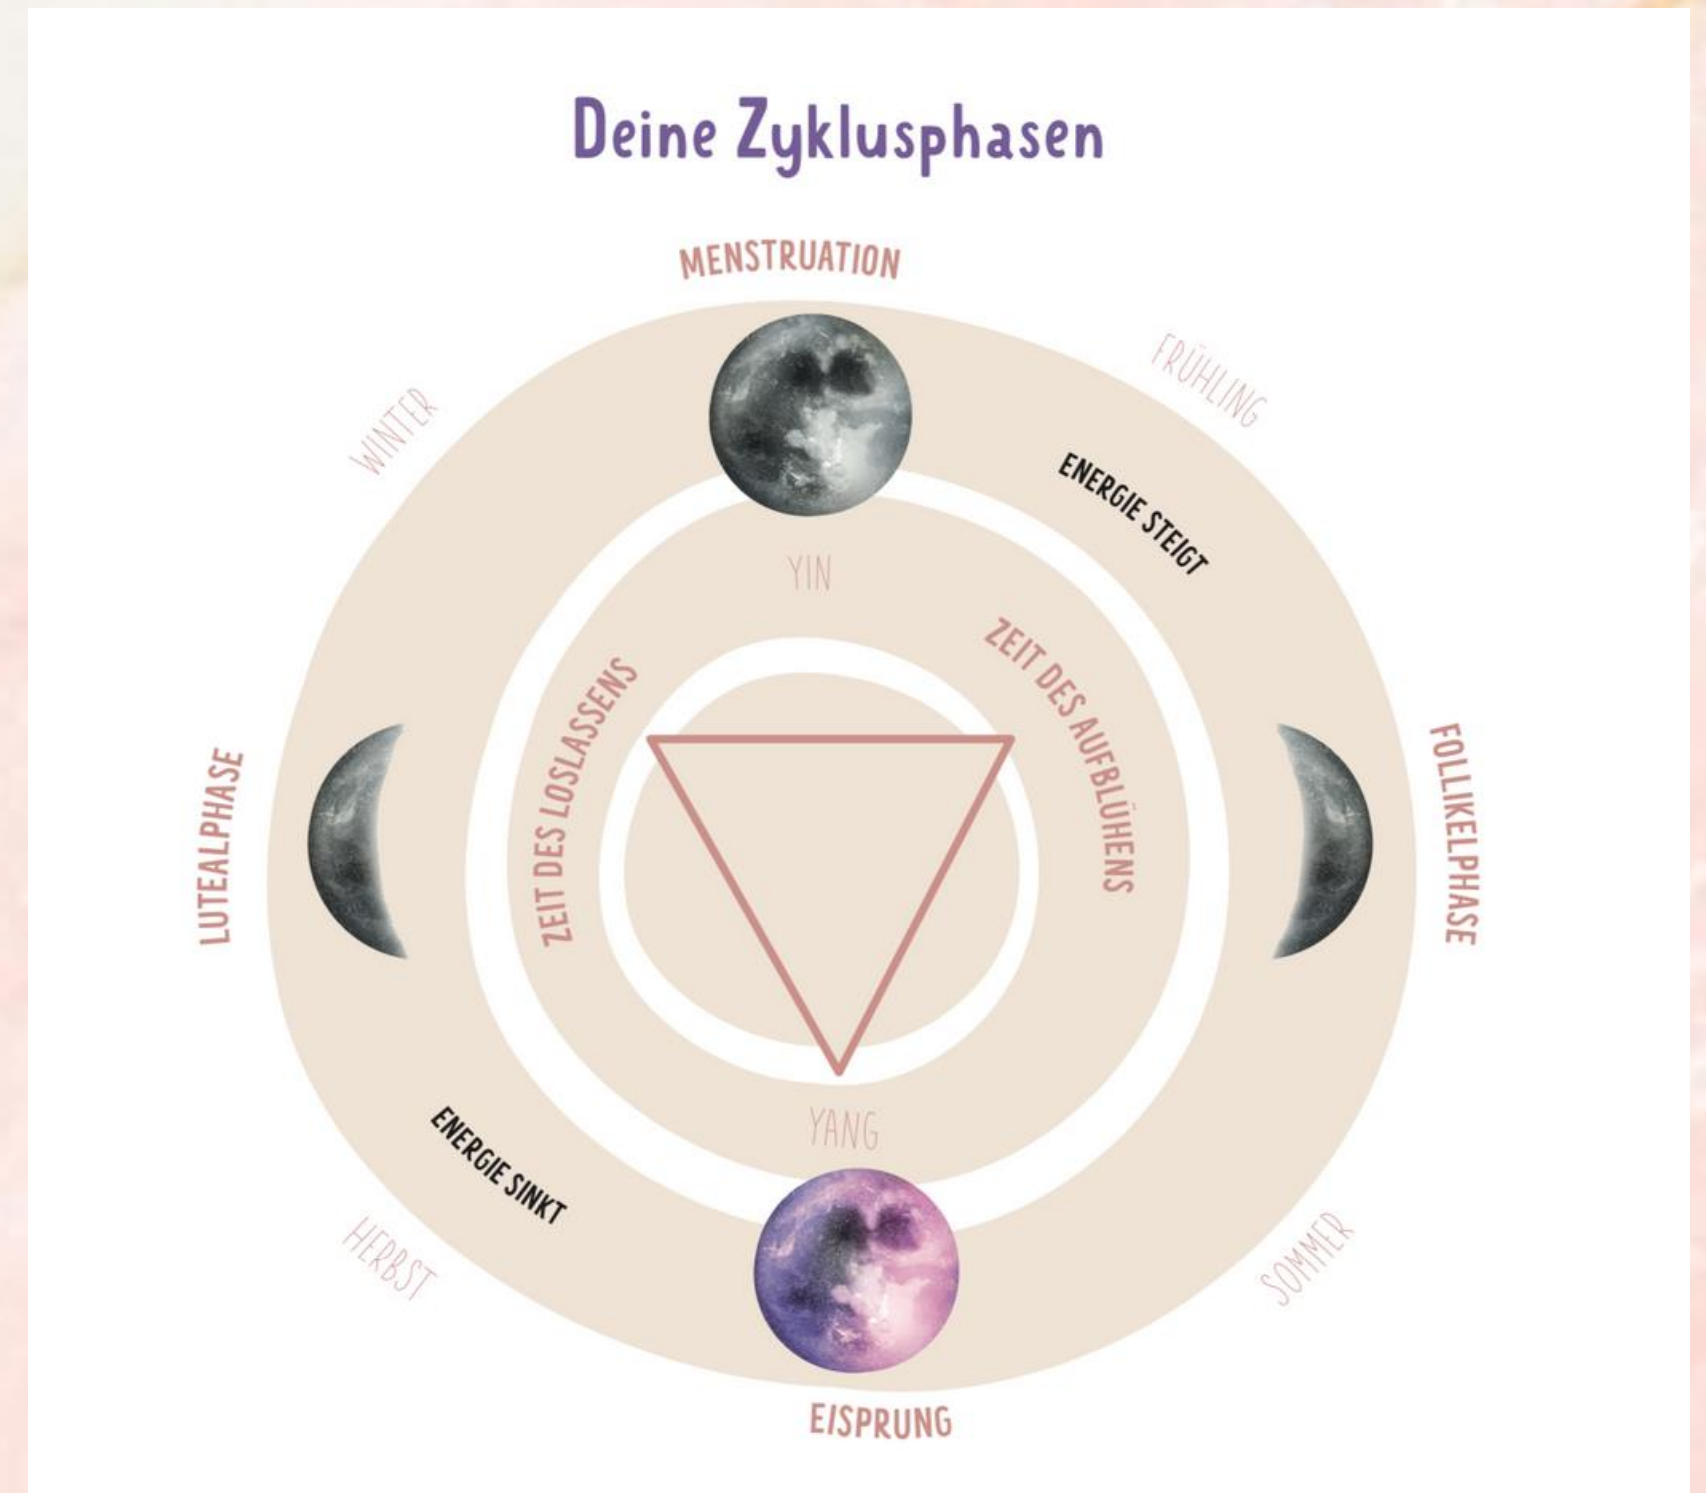 Deine Zyklusphasen
MENSTRUATION
FRÜHLING
WINTER
ENERGIE STEIGT
YIN
ZEIT DES AUFBLÜHENS
ZEIT DES LOSLASSENS
LUTEALPHASE
FOLLIKELPHASE
YANG
ENERGIE SINKT
HERBST
SOMMER
EISPRUNG